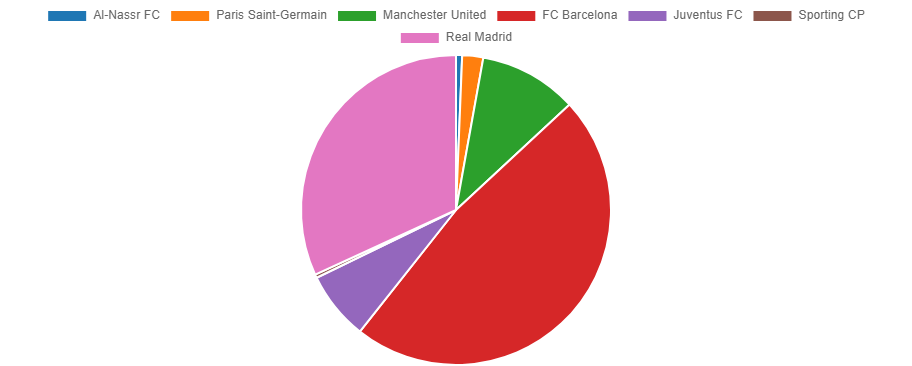 Al-Nassr FC Paris Saint-Germain Manchester United FC Barcelona Juventus FC Sporting CP
Real Madrid